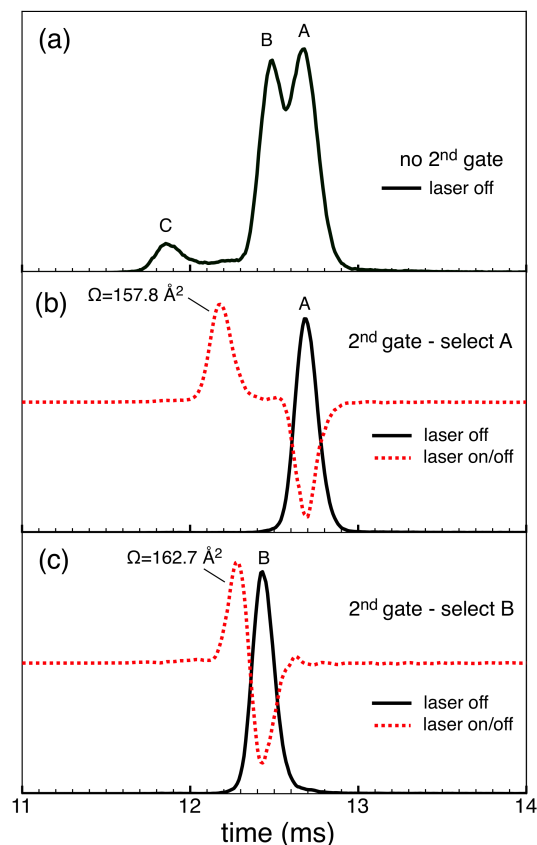 (a)
B
A
C
no 2nd gate
laser off
(b)
Ω=157.8 Å2
A
2nd gate - select A
laser off
laser on/off
(c)
Ω=162.7 Å2
B
2nd gate - select B
laser off
laser on/off
11
12
13
14
time (ms)